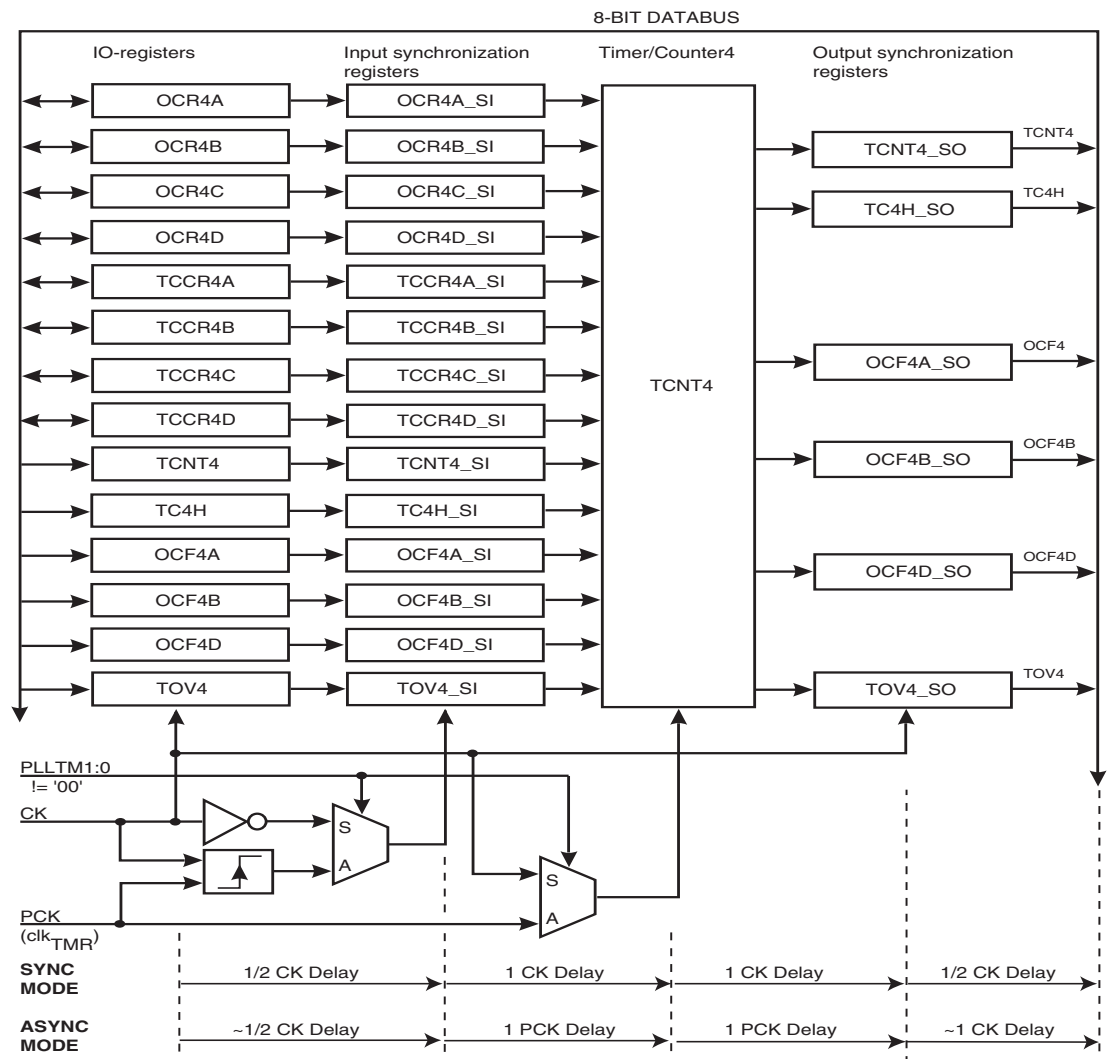 8-BIT DATABUS
IO-registers
Input synchronization
registers
Timer/Counter4
Output synchronization
registers
OCR4A
OCR4A_SI
OCR4B
OCR4B_SI
TCNT4_SO
TCNT4
OCR4C
OCR4C_SI
TC4H_SO
TC4H
OCR4D
OCR4D_SI
TCCR4A
TCCR4A_SI
TCCR4B
TCCR4B_SI
TCCR4C
TCCR4C_SI
TCNT4
OCF4A_SO
OCF4
TCCR4D
TCCR4D_SI
TCNT4
TCNT4_SI
OCF4B_SO
OCF4B
TC4H
TC4H_SI
OCF4A
OCF4A_SI
OCF4D_SO
OCF4D
OCF4B
OCF4B_SI
OCF4D
OCF4D_SI
TOV4
TOV4_SI
TOV4_SO
TOV4
PLLTM1:0
!= '00'
CK
S
A
S
A
PCK
(clkTMR)
SYNC
MODE
1/2 CK Delay
1 CK Delay
1 CK Delay
1/2 CK Delay
ASYNC
MODE
~1/2 CK Delay
1 PCK Delay
1 PCK Delay
~1 CK Delay